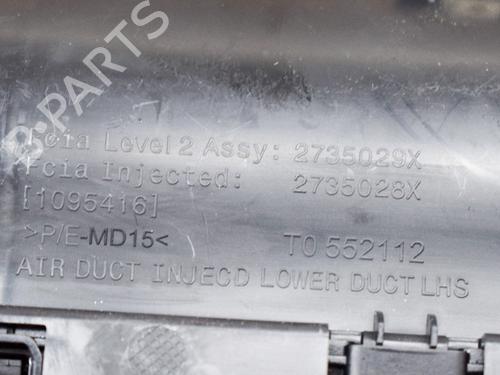 B-PARTS
Fcia Level 2 Assy: 2735029X
Fcia Injected: 2735028X
[1095416]
>P/E-MD15< T0 552112
AIR DUCT INJECD LOWER DUCT LHS